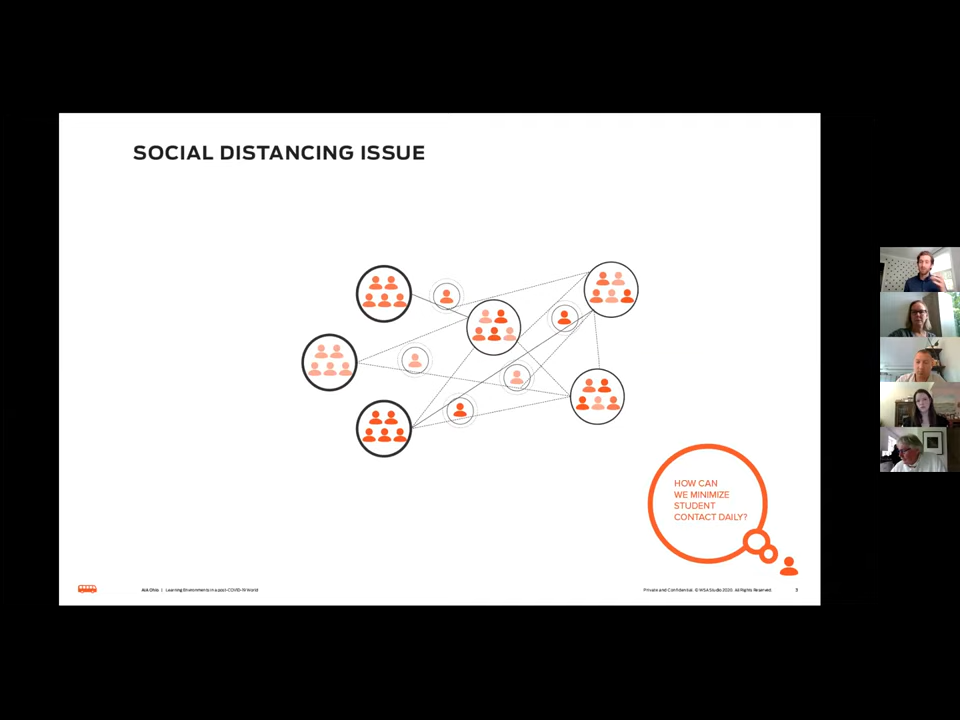 SOCIAL DISTANCING ISSUE
HOW CAN
WE MINIMIZE
STUDENT
CONTACT DAILY?
AIA Ohio | Learning Environments in a post-COVID-19 World
Private and Confidential. © WSA Studio 2020. All Rights Reserved.
3